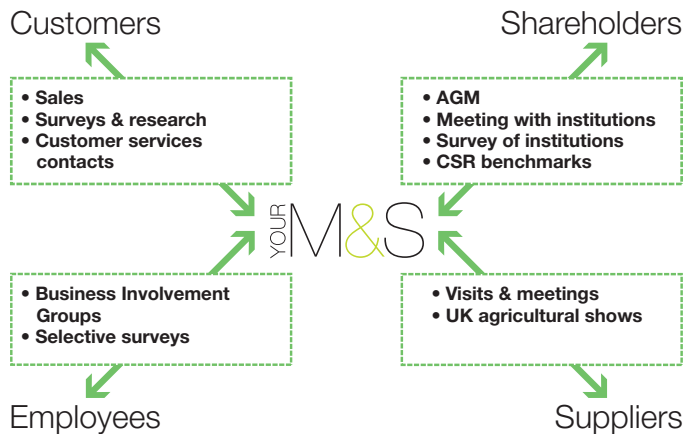 Customers
Shareholders
• Sales
• Surveys & research
• Customer services
contacts
• AGM
• Meeting with institutions
• Survey of institutions
• CSR benchmarks
YOUR M&S
• Business Involvement
Groups
• Selective surveys
• Visits & meetings
• UK agricultural shows
Employees
Suppliers